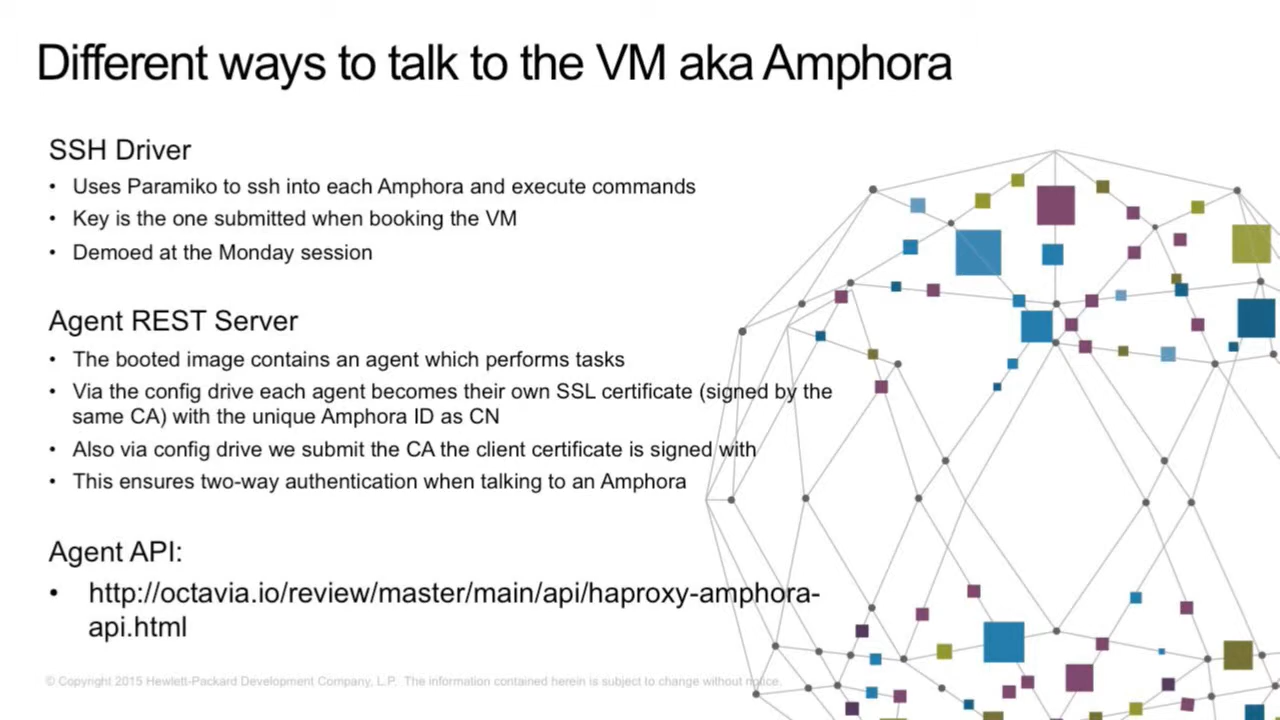 Different ways to talk to the VM aka Amphora
SSH Driver
• Uses Paramiko to ssh into each Amphora and execute commands
• Key is the one submitted when booking the VM
• Demoed at the Monday session
Agent REST Server
• The booted image contains an agent which performs tasks
• Via the config drive each agent becomes their own SSL certificate (signed by the
same CA) with the unique Amphora ID as CN
• Also via config drive we submit the CA the client certificate is signed with
• This ensures two-way authentication when talking to an Amphora
Agent API:
• http://octavia.io/review/master/main/api/haproxy-amphora-
api.html
© Copyright 2015 Hewlett-Packard Development Company, L.P. The information contained herein is subject to change without notice.